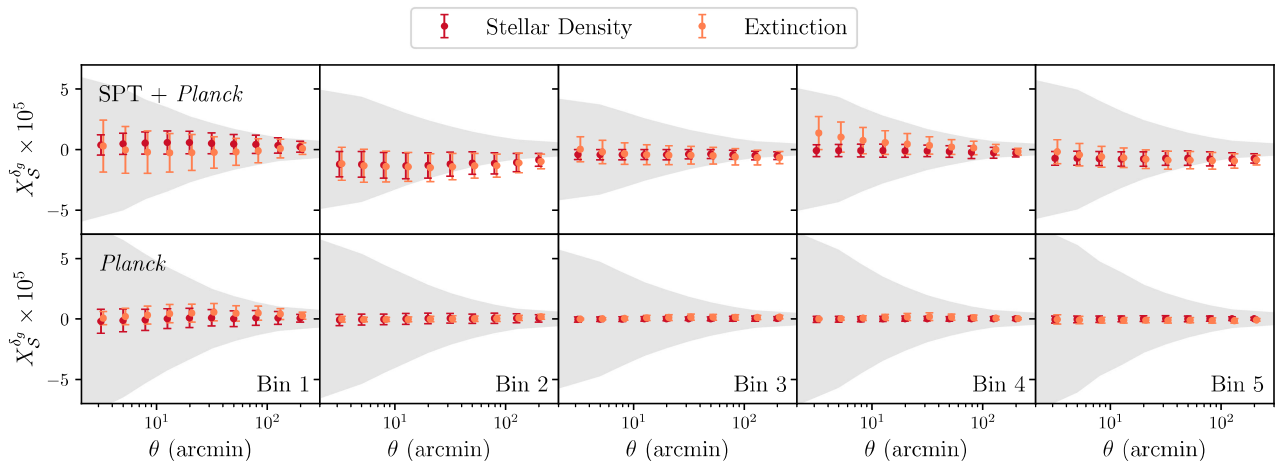 Stellar Density Extinction
SPT + Planck
5
0
−5
X_S^{δ_g} × 10^5
Planck
5
0
−5
X_S^{δ_g} × 10^5
Bin 1 Bin 2 Bin 3 Bin 4 Bin 5
10^1 10^2 10^1 10^2 10^1 10^2 10^1 10^2 10^1 10^2
θ (arcmin) θ (arcmin) θ (arcmin) θ (arcmin) θ (arcmin)